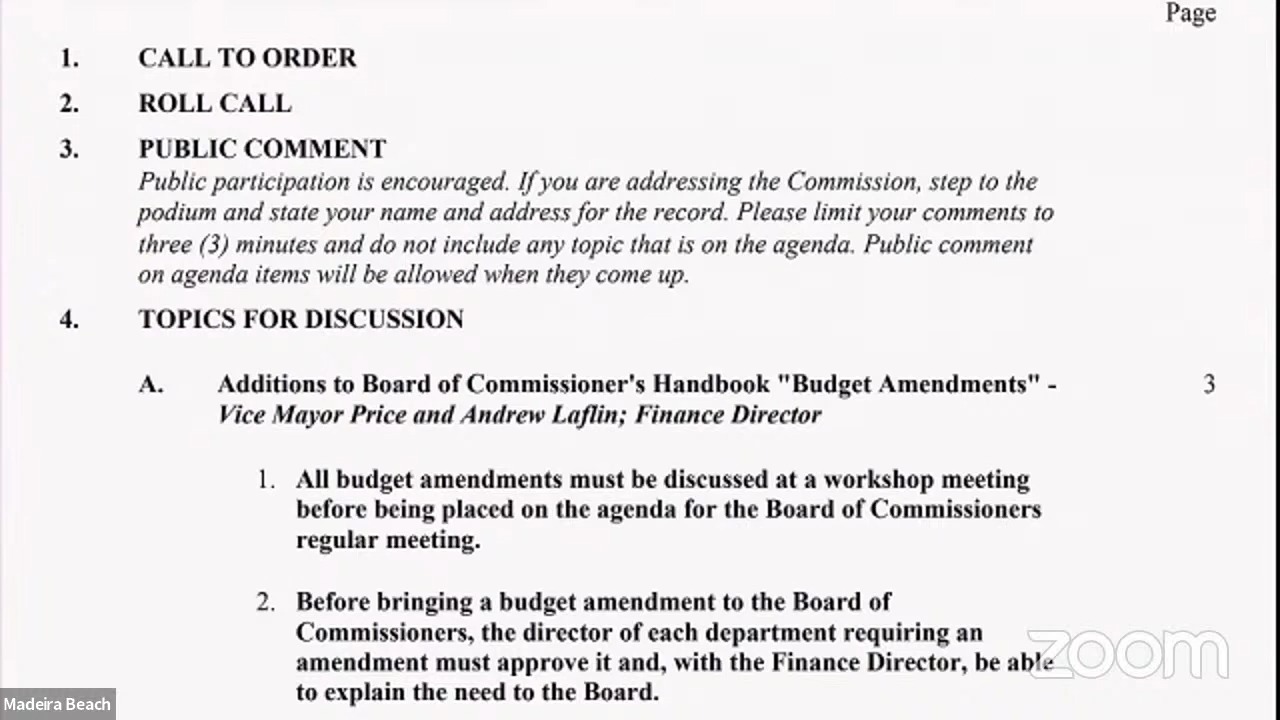 Page
1. CALL TO ORDER
2. ROLL CALL
3. PUBLIC COMMENT
Public participation is encouraged. If you are addressing the Commission, step to the
podium and state your name and address for the record. Please limit your comments to
three (3) minutes and do not include any topic that is on the agenda. Public comment
on agenda items will be allowed when they come up.
4. TOPICS FOR DISCUSSION
A. Additions to Board of Commissioner's Handbook "Budget Amendments" - 3
Vice Mayor Price and Andrew Laflin; Finance Director
1. All budget amendments must be discussed at a workshop meeting
before being placed on the agenda for the Board of Commissioners
regular meeting.
2. Before bringing a budget amendment to the Board of
Commissioners, the director of each department requiring an
amendment must approve it and, with the Finance Director, be able
to explain the need to the Board.
zoom
Madeira Beach